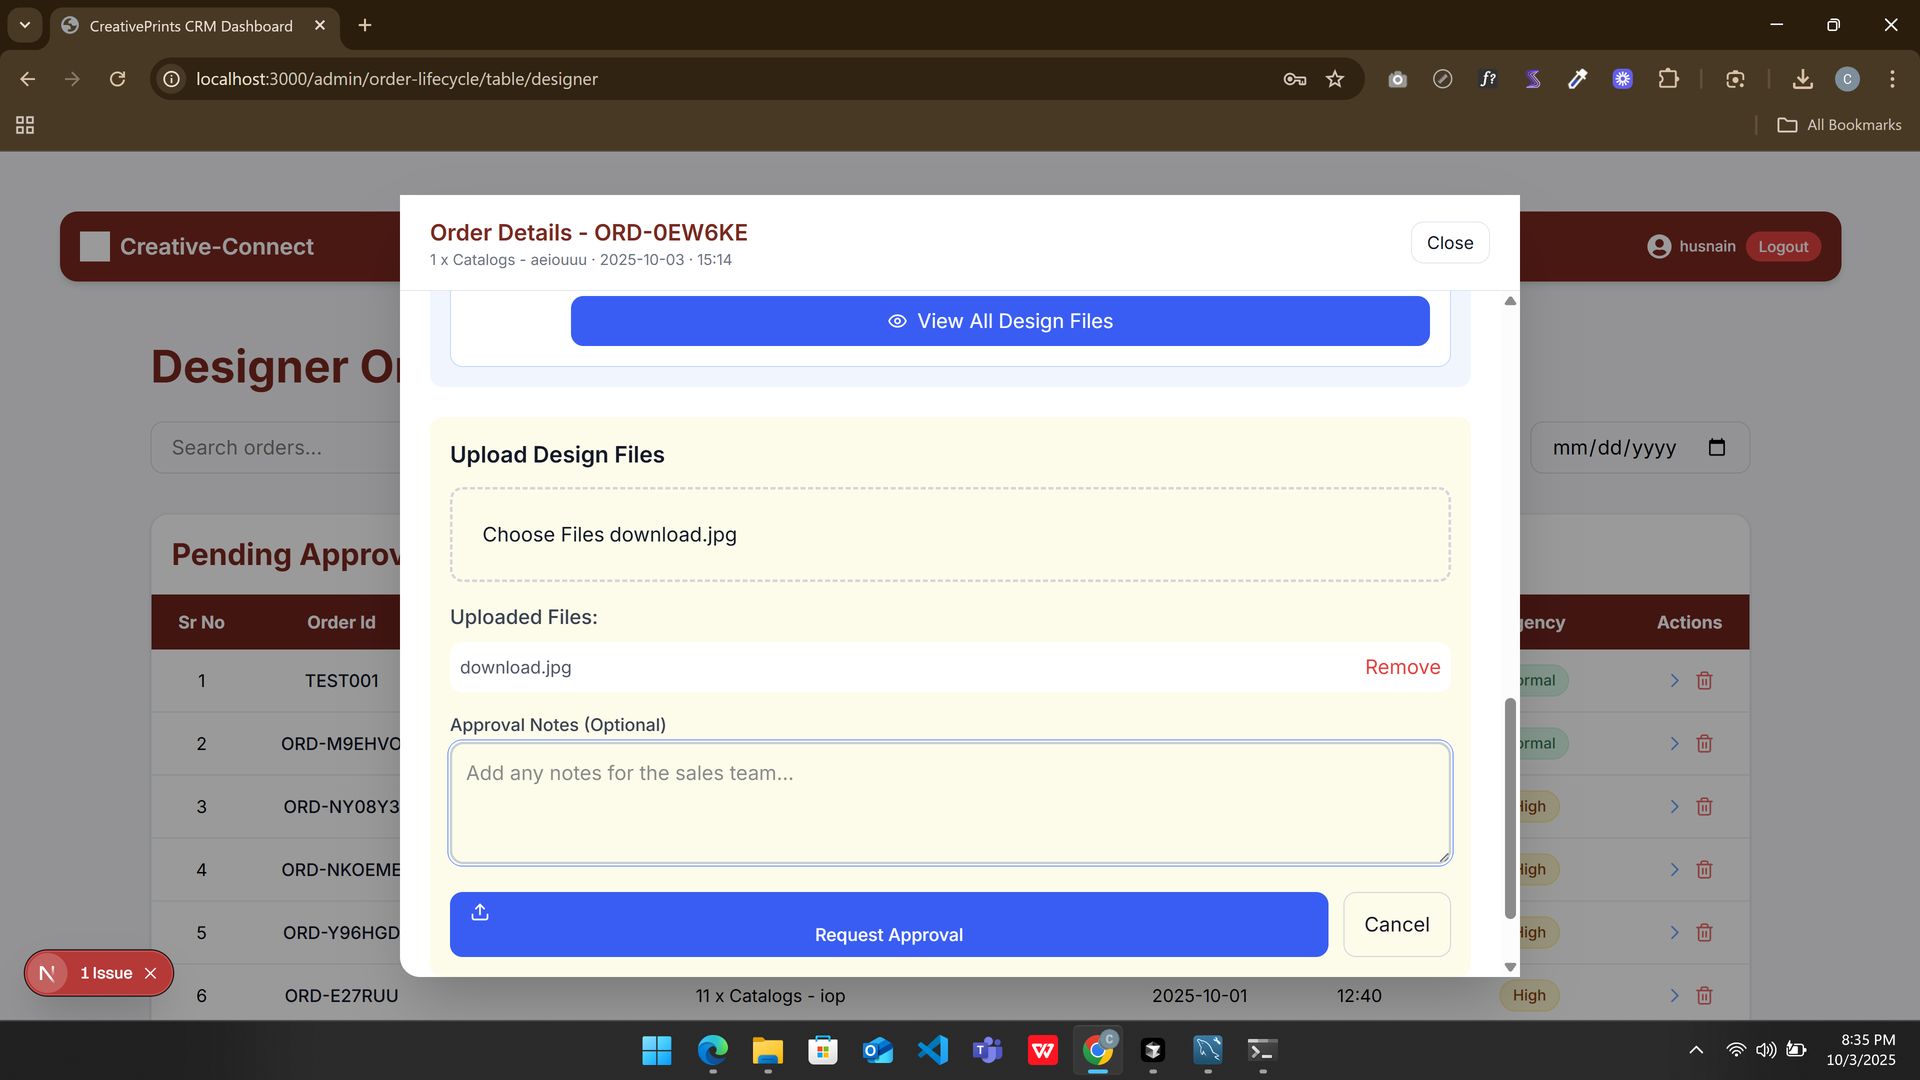 CreativePrints CRM Dashboard
localhost:3000/admin/order-lifecycle/table/designer
f?
C
All Bookmarks
Creative-Connect
husnain
Logout
Order Details - ORD-0EW6KE
1 x Catalogs - aeiouuu · 2025-10-03 · 15:14
Close
View All Design Files
Designer Or
Search orders...
mm/dd/yyyy
Upload Design Files
Choose Files download.jpg
Uploaded Files:
download.jpg
Remove
Approval Notes (Optional)
Add any notes for the sales team...
Request Approval
Cancel
Pending Approv
Sr No Order Id gency Actions
1 TEST001 ormal
2 ORD-M9EHVO ormal
3 ORD-NY08Y3 High
4 ORD-NKOEME High
5 ORD-Y96HGD High
6 ORD-E27RUU 11 x Catalogs - iop 2025-10-01 12:40 High
N 1 Issue
C
8:35 PM
10/3/2025